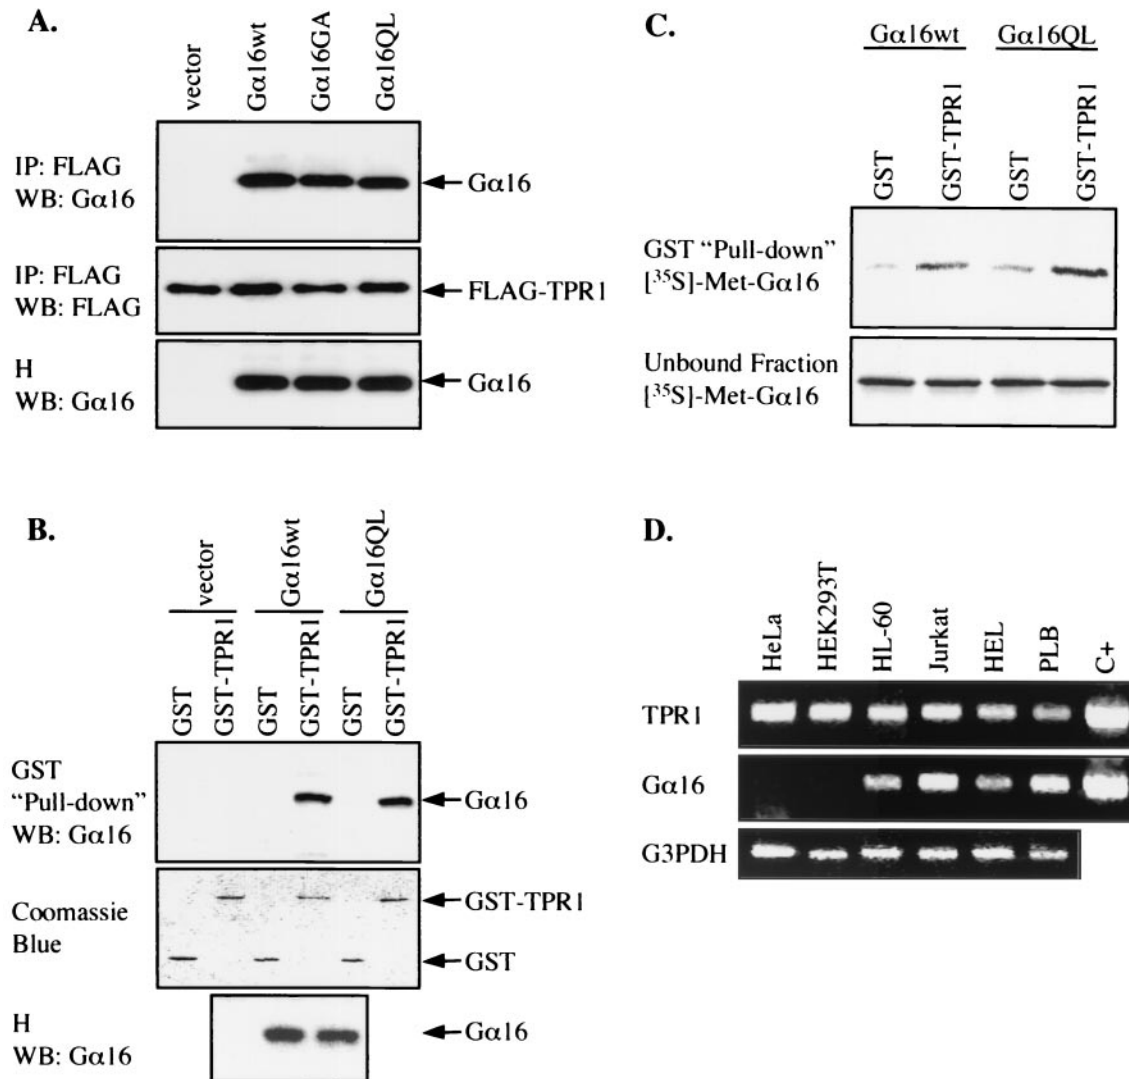 A.
vector
Gα16wt
Gα16GA
Gα16QL
IP: FLAG
WB: Gα16
Gα16
IP: FLAG
WB: FLAG
FLAG-TPR1
H
WB: Gα16
Gα16
B.
vector
Gα16wt
Gα16QL
GST
GST-TPR1
GST
GST-TPR1
GST
GST-TPR1
GST
"Pull-down"
WB: Gα16
Gα16
Coomassie
Blue
GST-TPR1
GST
H
WB: Gα16
Gα16
C.
Gα16wt
Gα16QL
GST
GST-TPR1
GST
GST-TPR1
GST "Pull-down"
[³⁵S]-Met-Gα16
Unbound Fraction
[³⁵S]-Met-Gα16
D.
HeLa
HEK293T
HL-60
Jurkat
HEL
PLB
C+
TPR1
Gα16
G3PDH